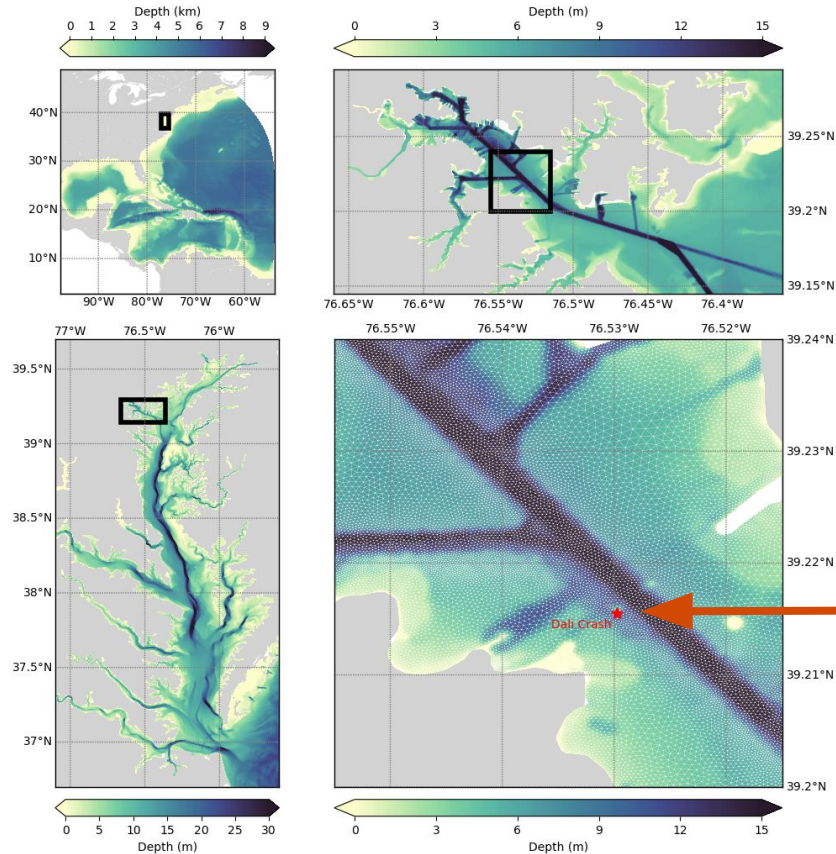 Depth (km)
0 1 2 3 4 5 6 7 8 9
40°N
30°N
20°N
10°N
90°W 80°W 70°W 60°W
Depth (m)
0 3 6 9 12 15
39.25°N
39.2°N
39.15°N
76.65°W 76.6°W 76.55°W 76.5°W 76.45°W 76.4°W
77°W 76.5°W 76°W
39.5°N
39°N
38.5°N
38°N
37.5°N
37°N
0 5 10 15 20 25 30
Depth (m)
76.55°W 76.54°W 76.53°W 76.52°W
39.24°N
39.23°N
39.22°N
39.21°N
39.2°N
Dali Crash
0 3 6 9 12 15
Depth (m)